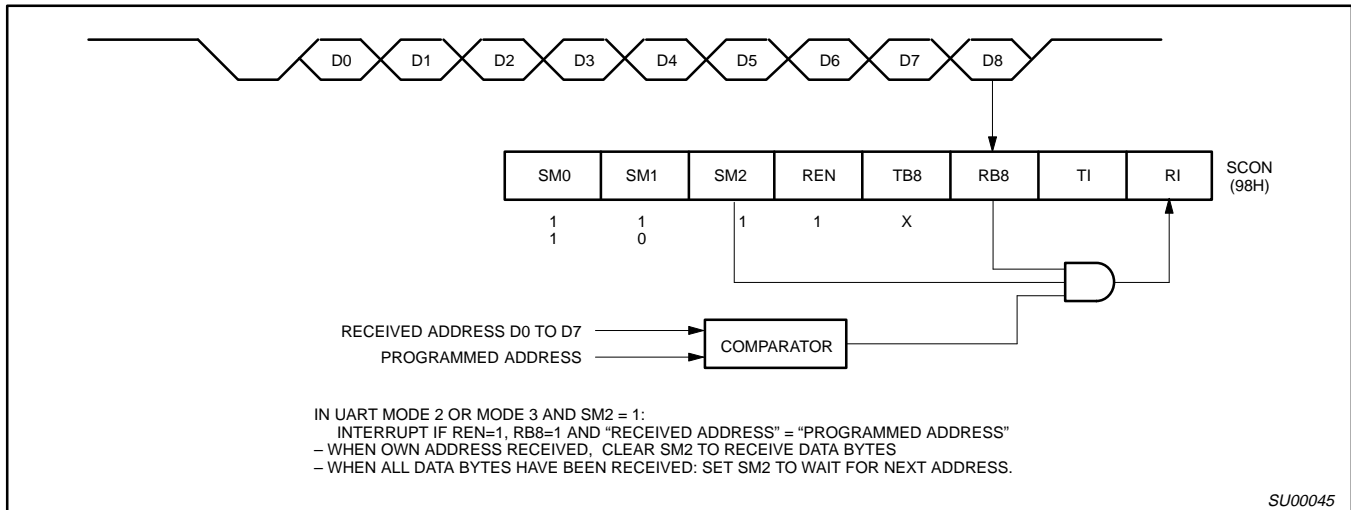 D0 D1 D2 D3 D4 D5 D6 D7 D8
SM0 SM1 SM2 REN TB8 RB8 TI RI
SCON
(98H)
1 1 1 1 X
1 0
RECEIVED ADDRESS D0 TO D7
PROGRAMMED ADDRESS
COMPARATOR
IN UART MODE 2 OR MODE 3 AND SM2 = 1:
INTERRUPT IF REN=1, RB8=1 AND “RECEIVED ADDRESS” = “PROGRAMMED ADDRESS”
– WHEN OWN ADDRESS RECEIVED, CLEAR SM2 TO RECEIVE DATA BYTES
– WHEN ALL DATA BYTES HAVE BEEN RECEIVED: SET SM2 TO WAIT FOR NEXT ADDRESS.
SU00045